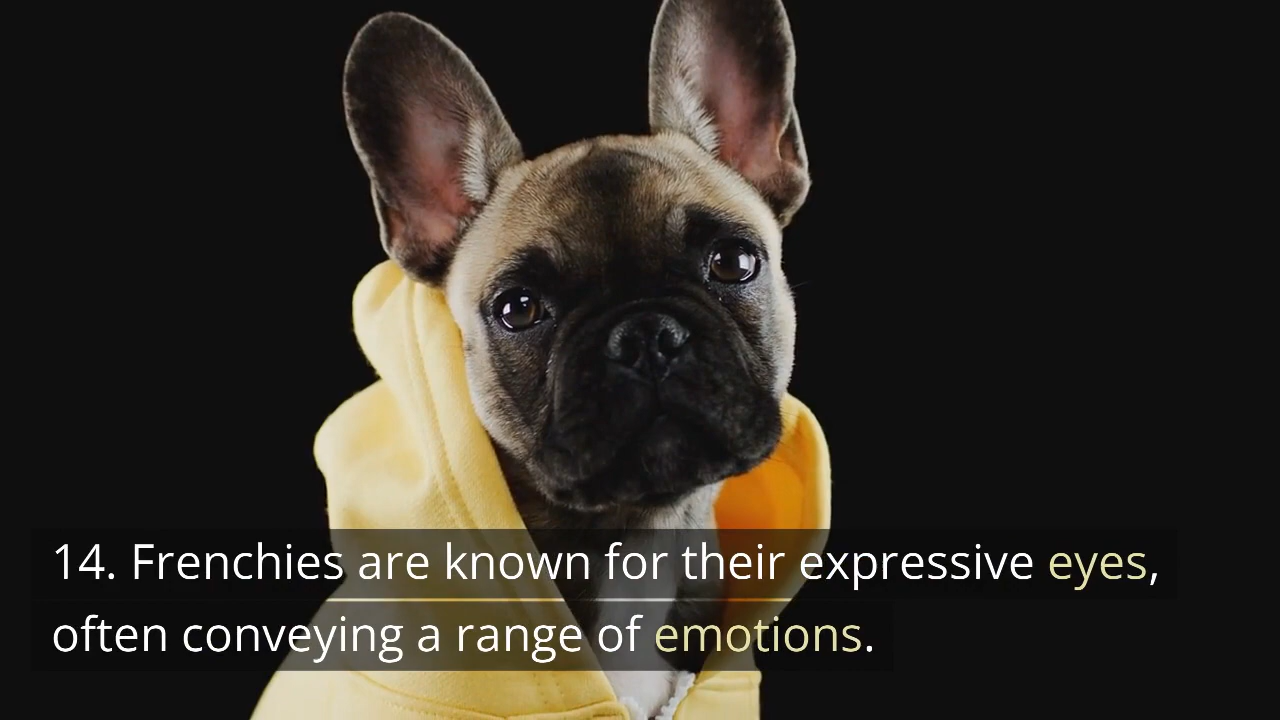 14. Frenchies are known for their expressive eyes,
often conveying a range of emotions.